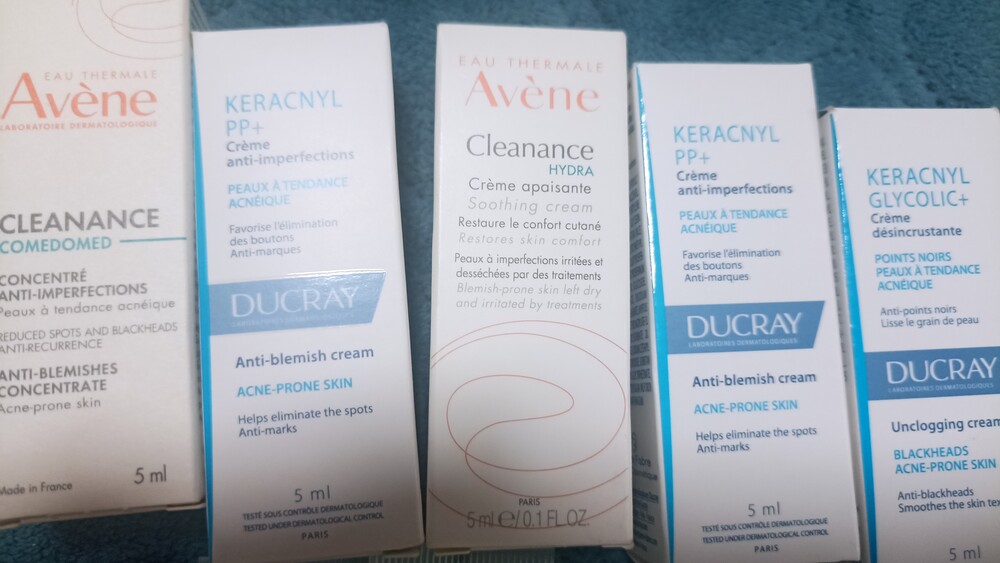 EAU THERMALE
Avène
LABORATOIRE DERMATOLOGIQUE
CLEANANCE
COMEDOMED
CONCENTRÉ
ANTI-IMPERFECTIONS
Peaux à tendance acnéique
REDUCED SPOTS AND BLACKHEADS
ANTI-RECURRENCE
ANTI-BLEMISHES
CONCENTRATE
Acne-prone skin
Made in France
5 ml
KERACNYL
PP+
Crème
anti-imperfections
PEAUX À TENDANCE
ACNÉIQUE
Favorise l'élimination
des boutons
Anti-marques
DUCRAY
LABORATOIRES DERMATOLOGIQUES
Anti-blemish cream
ACNE-PRONE SKIN
Helps eliminate the spots
Anti-marks
5 ml
TESTÉ SOUS CONTRÔLE DERMATOLOGIQUE
TESTED UNDER DERMATOLOGICAL CONTROL
PARIS
EAU THERMALE
Avène
Cleanance
HYDRA
Crème apaisante
Soothing cream
Restaure le confort cutané
Restores skin comfort
Peaux à imperfections irritées et
desséchées par des traitements
Blemish-prone skin left dry
and irritated by treatments
PARIS
5 ml e/0.1 FL.OZ.
KERACNYL
PP+
Crème
anti-imperfections
PEAUX À TENDANCE
ACNÉIQUE
Favorise l'élimination
des boutons
Anti-marques
DUCRAY
LABORATOIRES DERMATOLOGIQUES
Anti-blemish cream
ACNE-PRONE SKIN
Helps eliminate the spots
Anti-marks
5 ml
TESTÉ SOUS CONTRÔLE DERMATOLOGIQUE
TESTED UNDER DERMATOLOGICAL CONTROL
PARIS
KERACNYL
GLYCOLIC+
Crème
désincrustante
POINTS NOIRS
PEAUX À TENDANCE
ACNÉIQUE
Anti-points noirs
Lisse le grain de peau
DUCRAY
LABORATOIRES DERMATOLOGIQUES
Unclogging cream
BLACKHEADS
ACNE-PRONE SKIN
Anti-blackheads
Smoothes the skin tex
5 ml